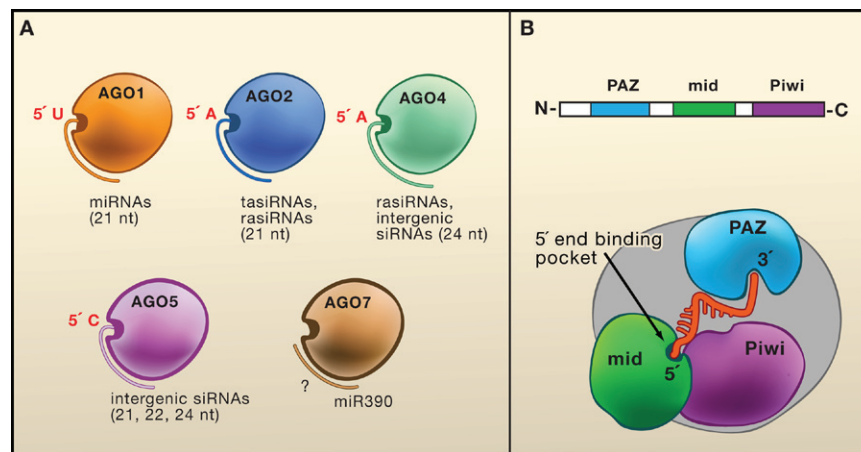 A
AGO1
5´ U
miRNAs
(21 nt)
AGO2
5´ A
tasiRNAs,
rasiRNAs
(21 nt)
AGO4
5´ A
rasiRNAs,
intergenic
siRNAs (24 nt)
AGO5
5´ C
intergenic siRNAs
(21, 22, 24 nt)
AGO7
?
miR390
B
PAZ mid Piwi
N- -C
5´ end binding
pocket
PAZ
3´
mid
5´
Piwi